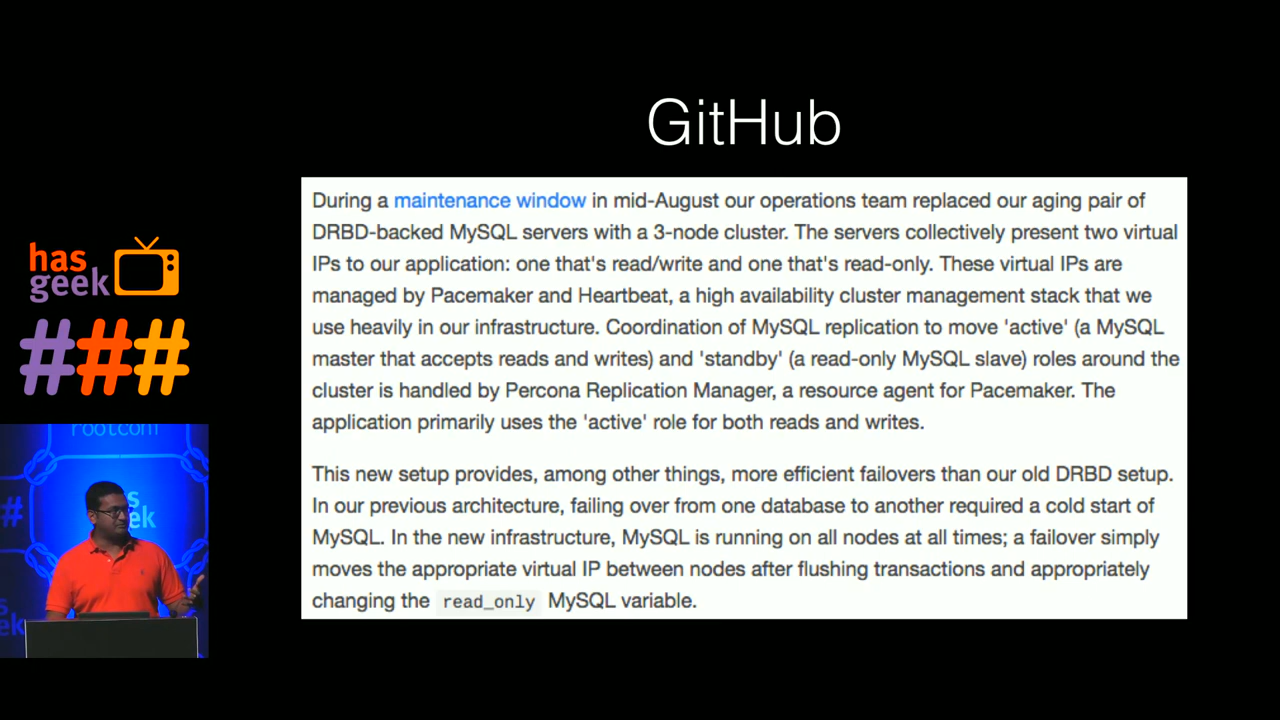 GitHub
During a maintenance window in mid-August our operations team replaced our aging pair of
DRBD-backed MySQL servers with a 3-node cluster. The servers collectively present two virtual
IPs to our application: one that's read/write and one that's read-only. These virtual IPs are
managed by Pacemaker and Heartbeat, a high availability cluster management stack that we
use heavily in our infrastructure. Coordination of MySQL replication to move 'active' (a MySQL
master that accepts reads and writes) and 'standby' (a read-only MySQL slave) roles around the
cluster is handled by Percona Replication Manager, a resource agent for Pacemaker. The
application primarily uses the 'active' role for both reads and writes.
This new setup provides, among other things, more efficient failovers than our old DRBD setup.
In our previous architecture, failing over from one database to another required a cold start of
MySQL. In the new infrastructure, MySQL is running on all nodes at all times; a failover simply
moves the appropriate virtual IP between nodes after flushing transactions and appropriately
changing the read_only MySQL variable.
has
geek
###
rootconf
#
has
geek